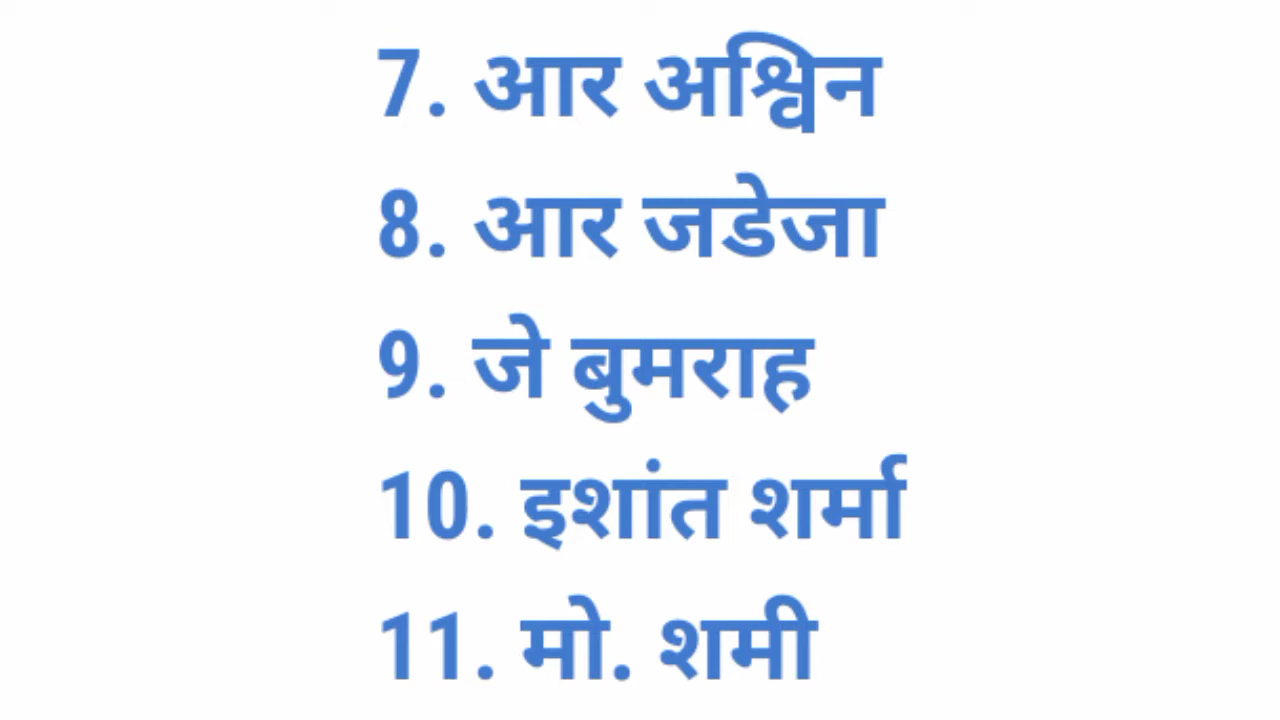 7. आर अश्विन
8. आर जडेजा
9. जे बुमराह
10. इशांत शर्मा
11. मो. शमी